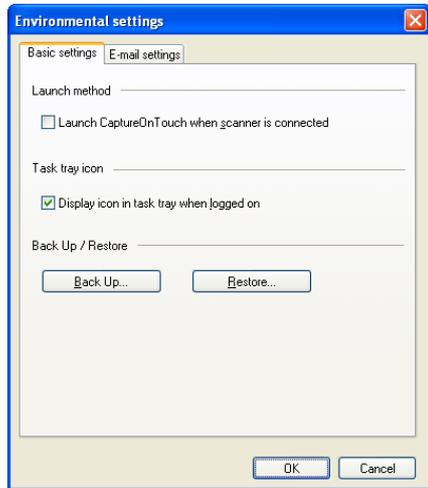 Environmental settings
Basic settings E-mail settings
Launch method
Launch CaptureOnTouch when scanner is connected
Task tray icon
Display icon in task tray when logged on
Back Up / Restore
Back Up... Restore...
OK Cancel